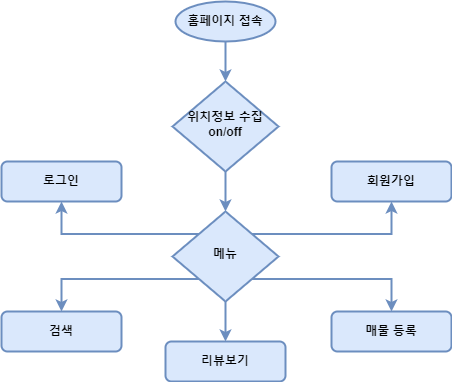 홈페이지 접속
위치정보 수집
on/off
로그인
회원가입
메뉴
검색
매물 등록
리뷰보기